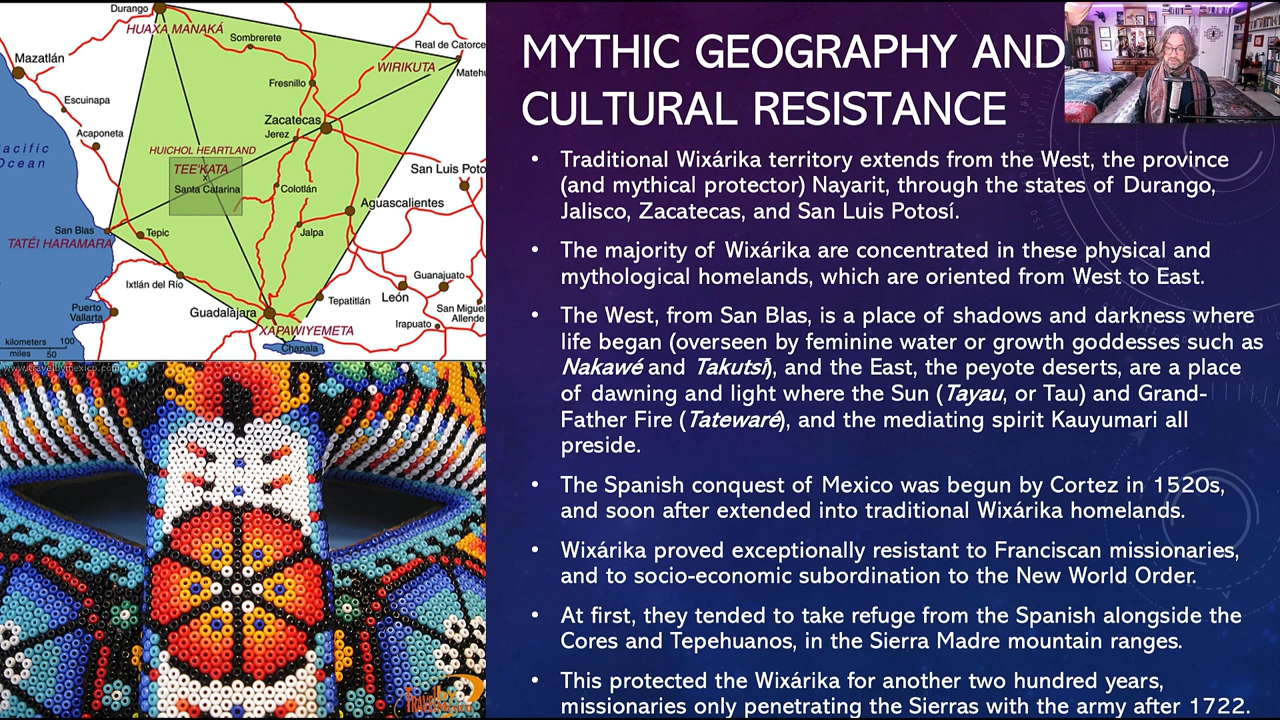 Durango
HUAXA MANAKÁ
Sombrerete
Real de Catorce
Mazatlán
WIRIKUTA
Matehu
Fresnillo
Escuinapa
Zacatecas
Jerez
Acaponeta
acific
Ocean
HUICHOL HEARTLAND
TEE'KATA
x
Santa Catarina
Colotlán
San Luis Poto
Aguascalientes
San Blas
TATÉI HARAMARA
Tepic
Jalpa
Ixtlán del Río
Guanajuato
León
Tepatitlán
Puerto
Vallarta
Guadalajara
San Miguel
Allende
Irapuato
XAPAWIYEMETA
Chapala
kilometers 100
miles 50
www.travelbymexico.com
Travel by
MYTHIC GEOGRAPHY AND
CULTURAL RESISTANCE
• Traditional Wixárika territory extends from the West, the province
(and mythical protector) Nayarit, through the states of Durango,
Jalisco, Zacatecas, and San Luis Potosí.
• The majority of Wixárika are concentrated in these physical and
mythological homelands, which are oriented from West to East.
• The West, from San Blas, is a place of shadows and darkness where
life began (overseen by feminine water or growth goddesses such as
Nakawé and Takutsi), and the East, the peyote deserts, are a place
of dawning and light where the Sun (Tayau, or Tau) and Grand-
Father Fire (Tatewaré), and the mediating spirit Kauyumari all
preside.
• The Spanish conquest of Mexico was begun by Cortez in 1520s,
and soon after extended into traditional Wixárika homelands.
• Wixárika proved exceptionally resistant to Franciscan missionaries,
and to socio-economic subordination to the New World Order.
• At first, they tended to take refuge from the Spanish alongside the
Cores and Tepehuanos, in the Sierra Madre mountain ranges.
• This protected the Wixárika for another two hundred years,
missionaries only penetrating the Sierras with the army after 1722.